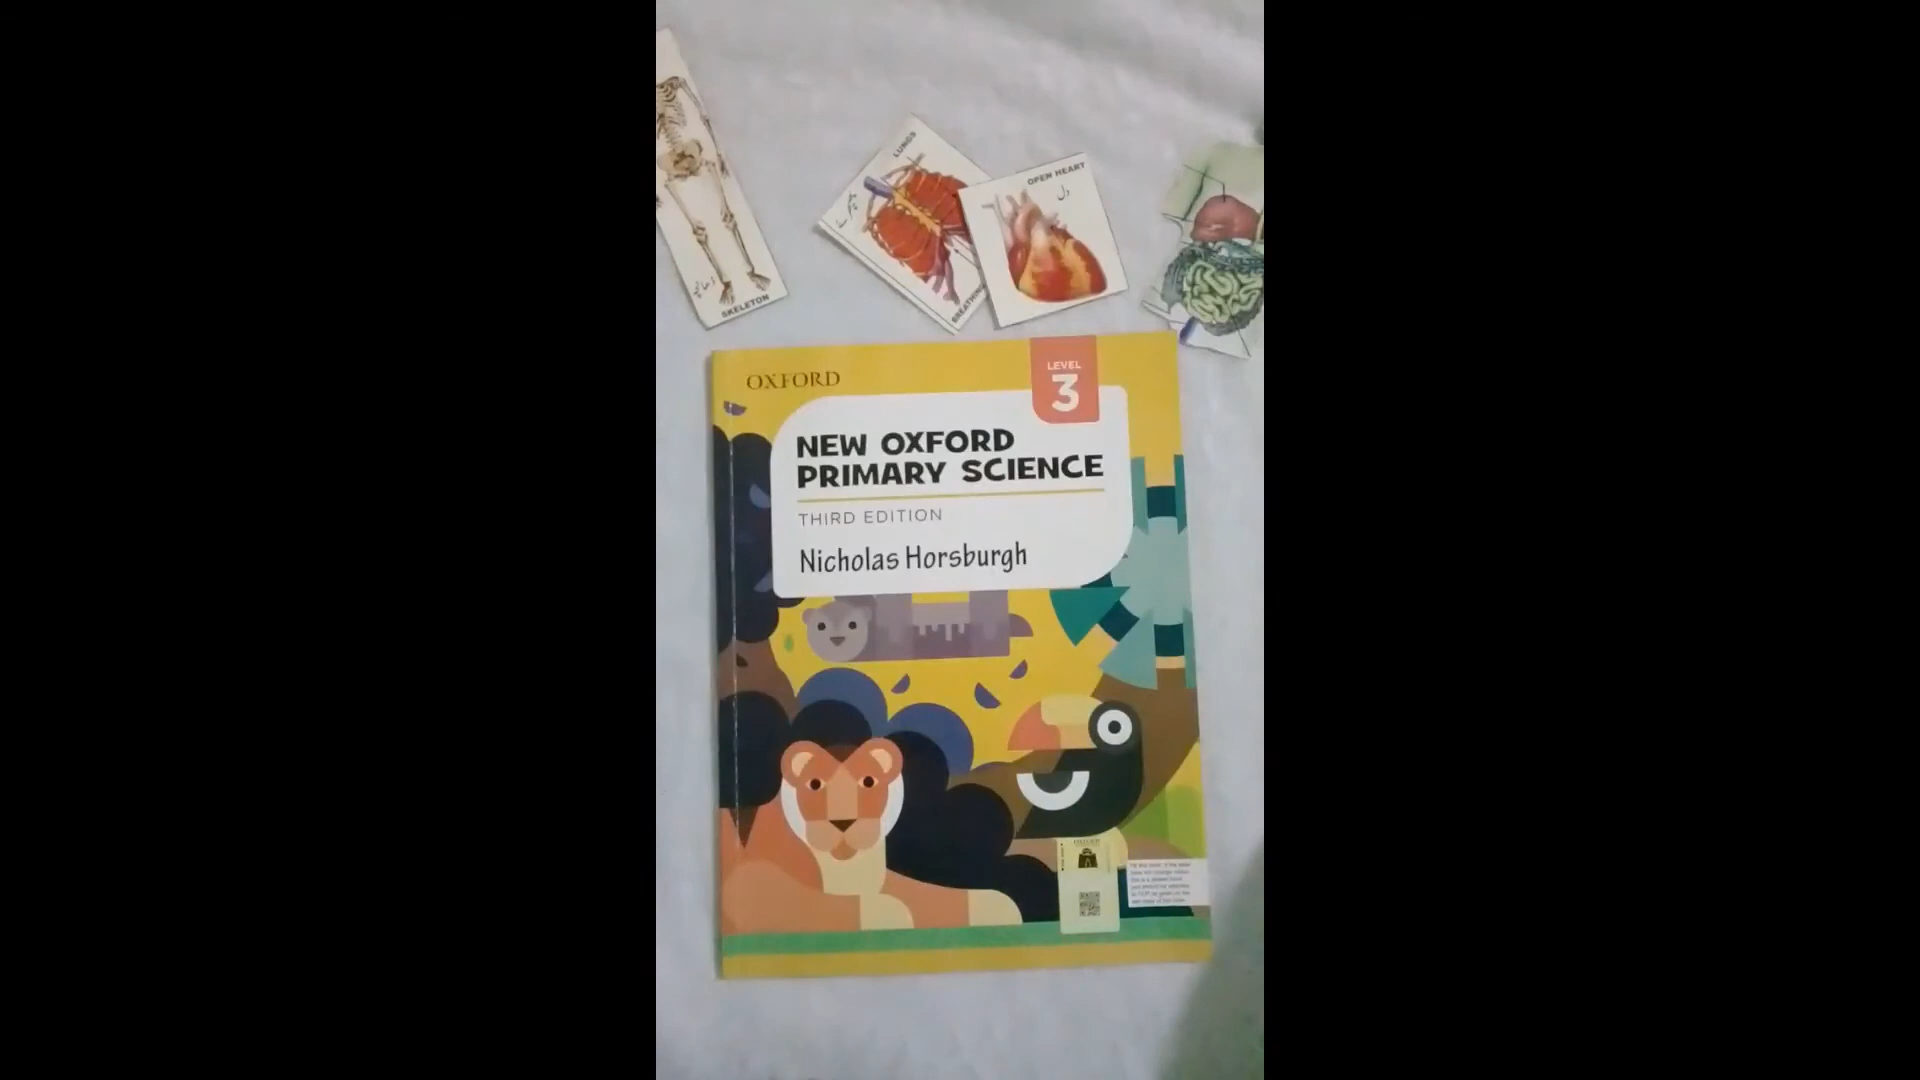 LUNGS
OPEN HEART
دل
SKELETON
OXFORD
LEVEL
3
NEW OXFORD
PRIMARY SCIENCE
THIRD EDITION
Nicholas Horsburgh